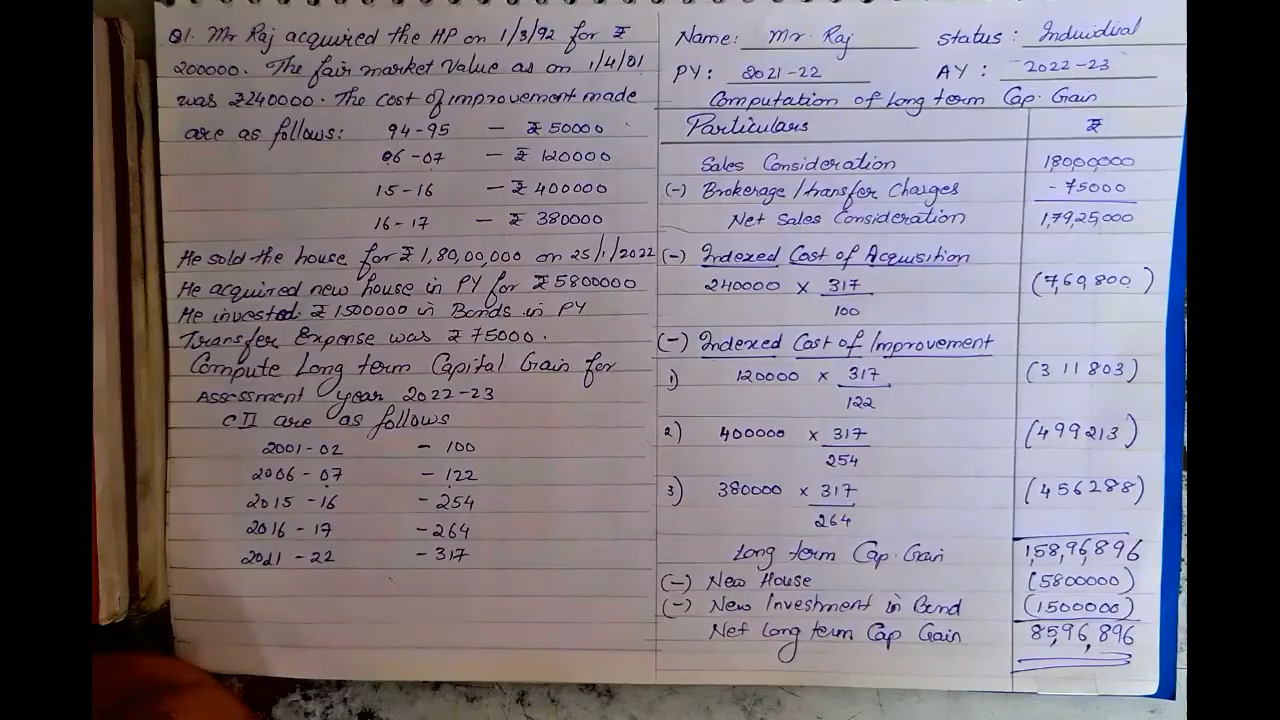 Q1. Mr Raj acquired the HP on 1/3/92 for ₹
200000. The fair market value as on 1/4/01
was ₹240000. The cost of improvement made
are as follows: 94-95 - ₹ 50000
06-07 - ₹ 120000
15-16 - ₹ 400000
16-17 - ₹ 380000
He sold the house for ₹ 1,80,00,000 on 25/1/2022
He acquired new house in PY for ₹ 5800000
He invested ₹ 1500000 in Bonds in PY
Transfer Expense was ₹ 75000.
Compute Long term Capital Gain for
Assessment year 2022-23
CII are as follows
2001-02 - 100
2006-07 - 122
2015-16 - 254
2016-17 - 264
2021-22 - 317
Name: Mr. Raj Status: Individual
PY: 2021-22 AY: 2022-23
Computation of Long term Cap. Gain
Particulars ₹
Sales Consideration 18000000
(-) Brokerage/transfer Charges - 75000
Net Sales Consideration 1,79,25,000
(-) Indexed Cost of Acquisition
240000 × 317 (7,60,800)
100
(-) Indexed Cost of Improvement
1) 120000 × 317 (311803)
122
2) 400000 × 317 (499213)
254
3) 380000 × 317 (456288)
264
Long term Cap. Gain 1,58,96,896
(-) New House (5800000)
(-) New Investment in Bond (1500000)
Net Long term Cap Gain 85,96,896